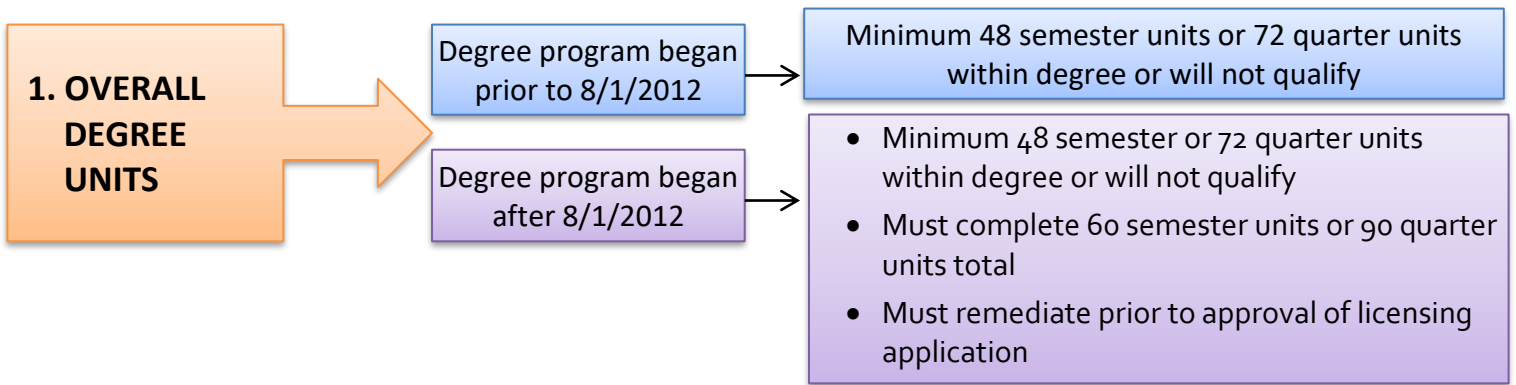 1. OVERALL
DEGREE
UNITS
Degree program began
prior to 8/1/2012
Minimum 48 semester units or 72 quarter units
within degree or will not qualify
Degree program began
after 8/1/2012
• Minimum 48 semester or 72 quarter units
within degree or will not qualify
• Must complete 60 semester units or 90 quarter
units total
• Must remediate prior to approval of licensing
application